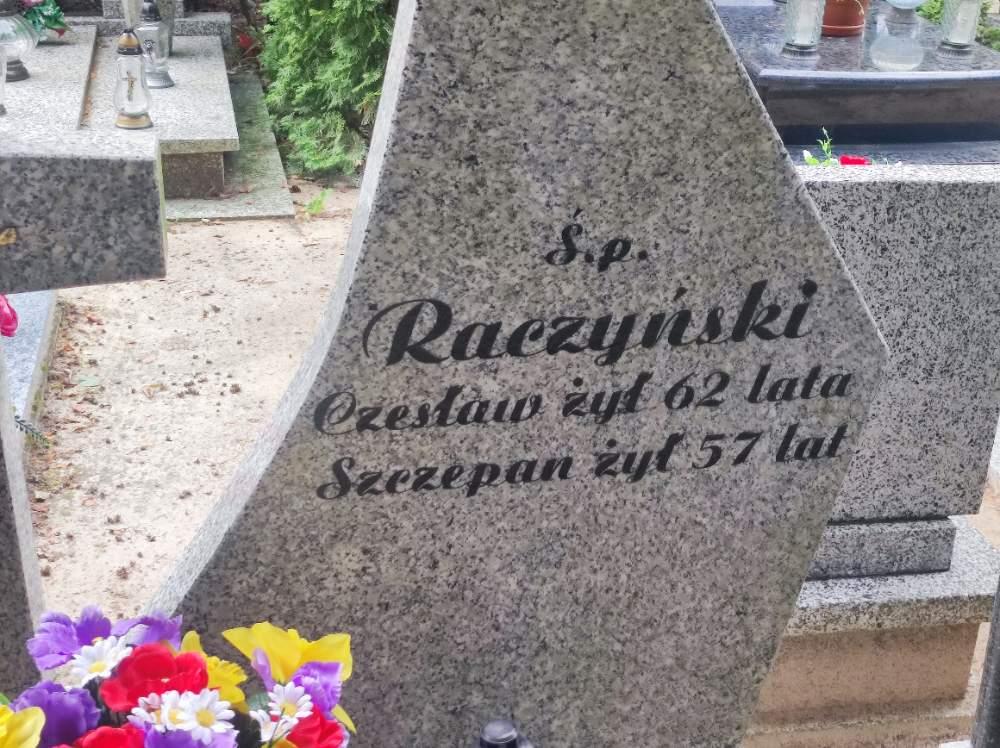 Ś.p.
Raczyński
Czesław żył 62 lata
Szczepan żył 57 lat